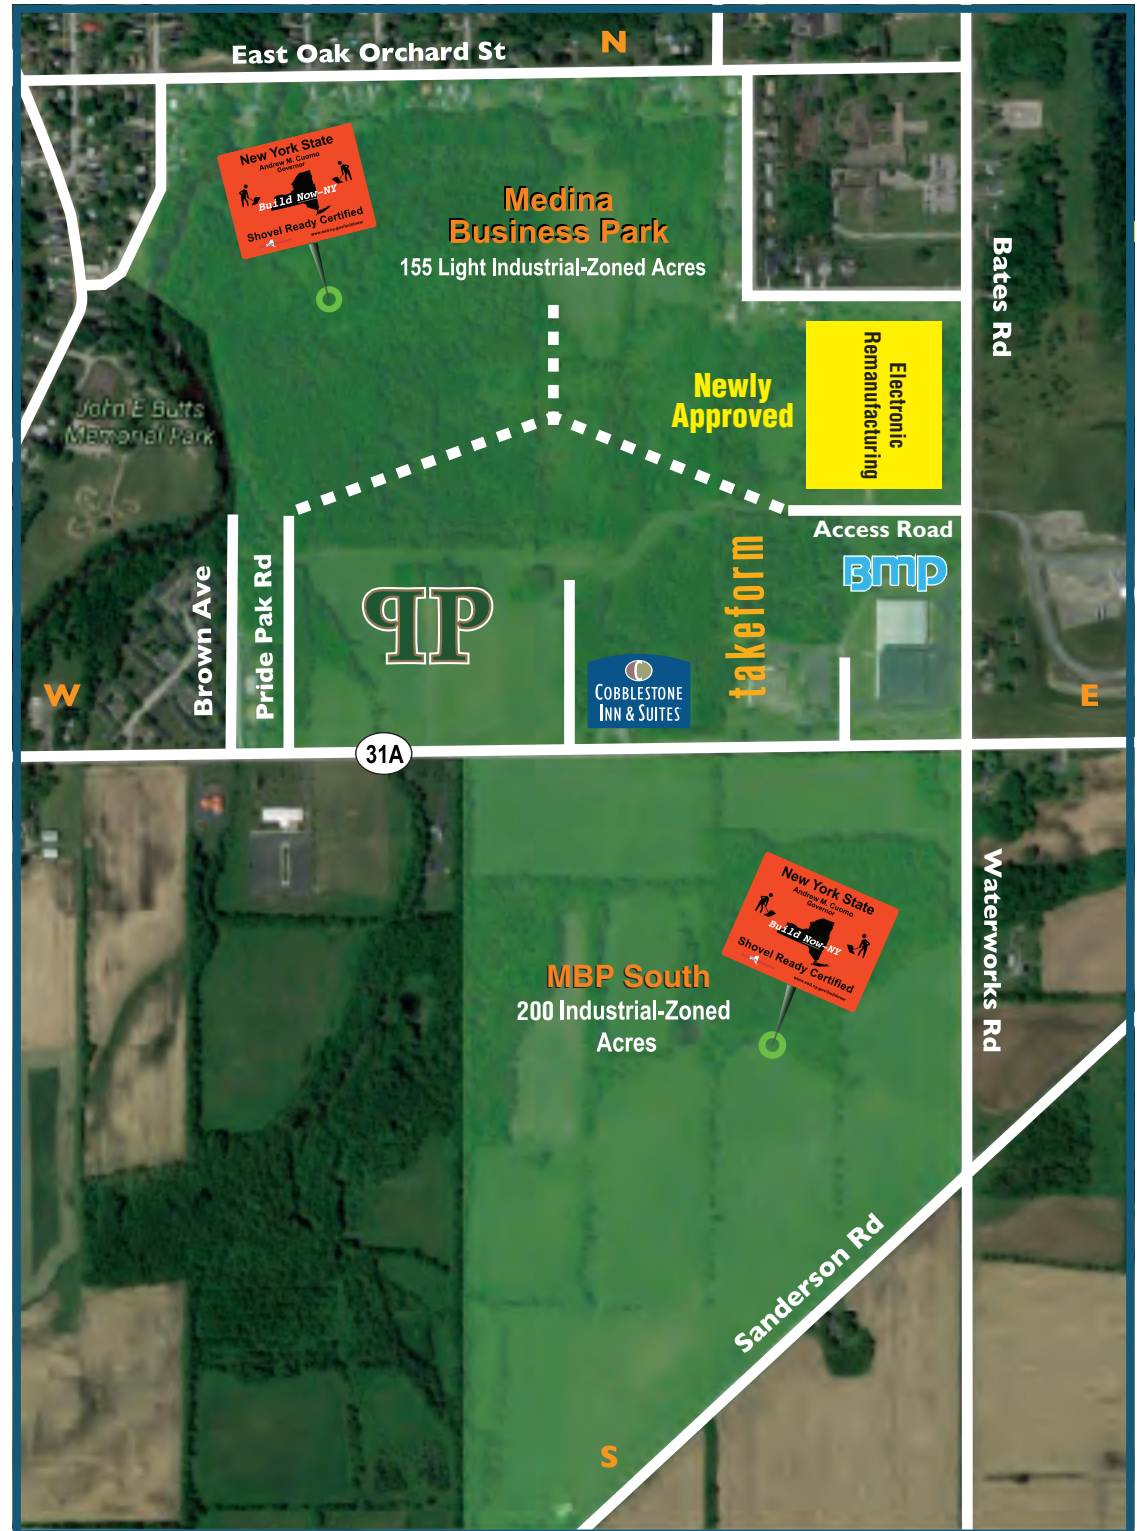 East Oak Orchard St
N
New York State
Andrew M. Cuomo
Governor
Build Now-NY
Shovel Ready Certified
Medina
Business Park
155 Light Industrial-Zoned Acres
Bates Rd
Newly
Approved
Electronic
Remanufacturing
John E Butts
Memorial Park
Access Road
BMP
takeform
Brown Ave
Pride Pak Rd
PP
COBBLESTONE
INN & SUITES
W
E
31A
New York State
Andrew M. Cuomo
Governor
Build Now-NY
Shovel Ready Certified
MBP South
200 Industrial-Zoned
Acres
Waterworks Rd
Sanderson Rd
S